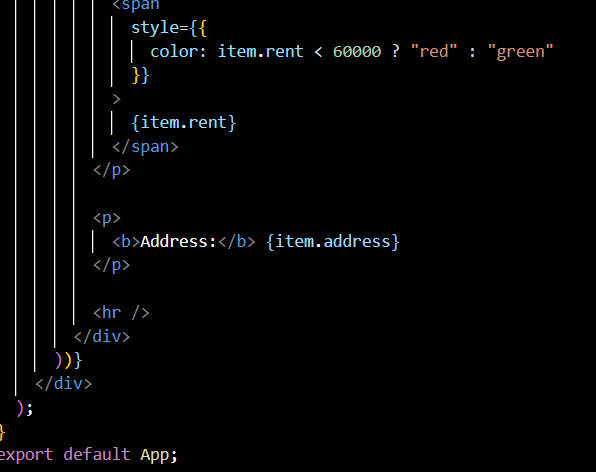 <span
style={{
color: item.rent < 60000 ? "red" : "green"
}}
>
{item.rent}
</span>
</p>
<p>
<b>Address:</b> {item.address}
</p>
<hr />
</div>
))}
</div>
);
}
export default App;